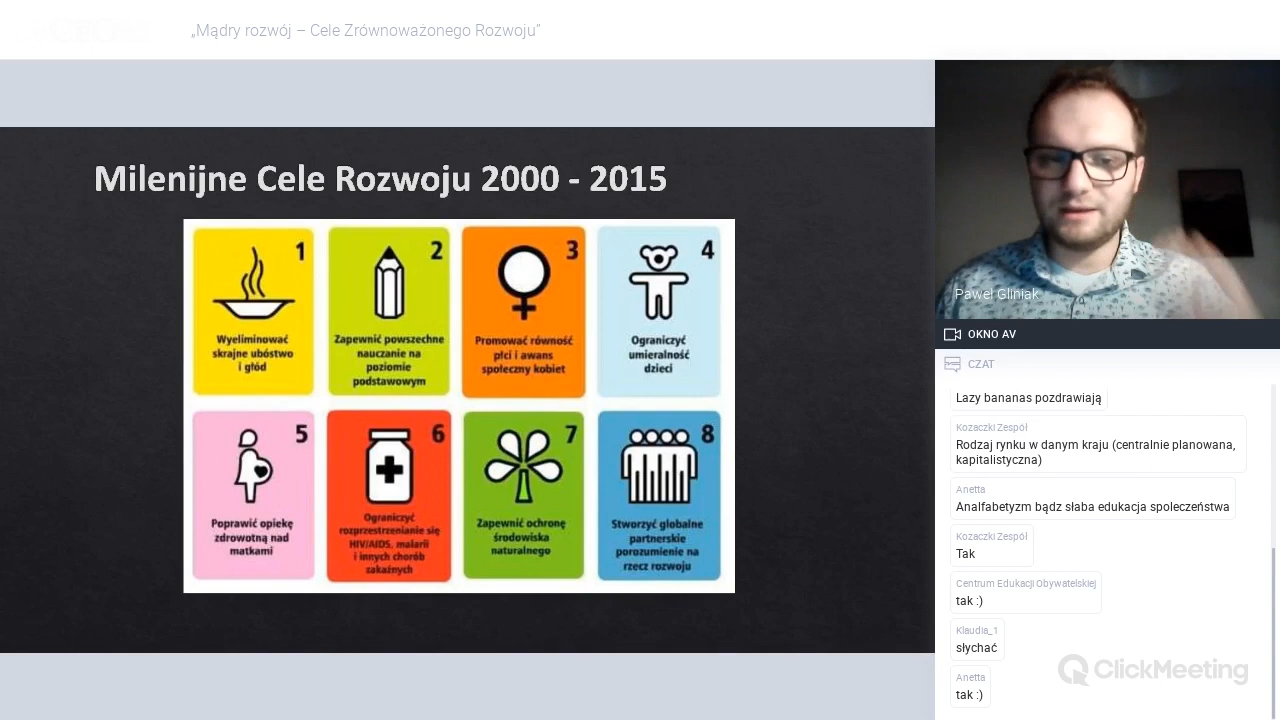 „Mądry rozwój – Cele Zrównoważonego Rozwoju”
Milenijne Cele Rozwoju 2000 - 2015
1
Wyeliminować
skrajne ubóstwo
i głód
2
Zapewnić powszechne
nauczanie na
poziomie
podstawowym
3
Promować równość
płci i awans
społeczny kobiet
4
Ograniczyć
umieralność
dzieci
5
Poprawić opiekę
zdrowotną nad
matkami
6
Ograniczyć
rozprzestrzenianie się
HIV/AIDS, malarii
i innych chorób
zakaźnych
7
Zapewnić ochronę
środowiska
naturalnego
8
Stworzyć globalne
partnerskie
porozumienie na
rzecz rozwoju
Paweł Gliniak
OKNO AV
CZAT
Lazy bananas pozdrawiają
Kozaczki Zespół
Rodzaj rynku w danym kraju (centralnie planowana,
kapitalistyczna)
Anetta
Analfabetyzm bądz słaba edukacja spoleczeństwa
Kozaczki Zespół
Tak
Centrum Edukacji Obywatelskiej
tak :)
Klaudia_1
słychać
Anetta
tak :)
ClickMeeting